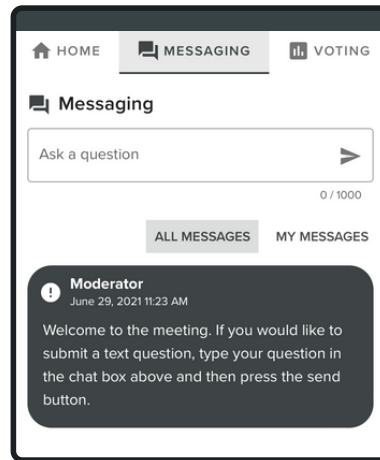 HOME MESSAGING VOTING
Messaging
Ask a question
0 / 1000
ALL MESSAGES MY MESSAGES
Moderator
June 29, 2021 11:23 AM
Welcome to the meeting. If you would like to
submit a text question, type your question in
the chat box above and then press the send
button.